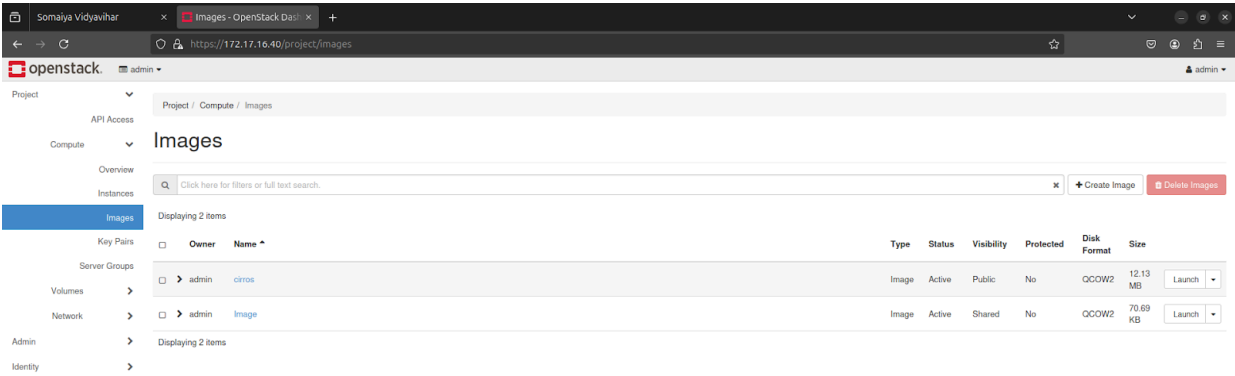 Somaiya Vidyavihar
Images - OpenStack Dash
https://172.17.16.40/project/images
openstack. admin
admin
Project
API Access
Compute
Overview
Instances
Images
Key Pairs
Server Groups
Volumes
Network
Admin
Identity
Project / Compute / Images
Images
Click here for filters or full text search.
Create Image
Delete Images
Displaying 2 items
Owner Name Type Status Visibility Protected Disk Format Size
admin cirros Image Active Public No QCOW2 12.13 MB Launch
admin Image Image Active Shared No QCOW2 70.69 KB Launch
Displaying 2 items